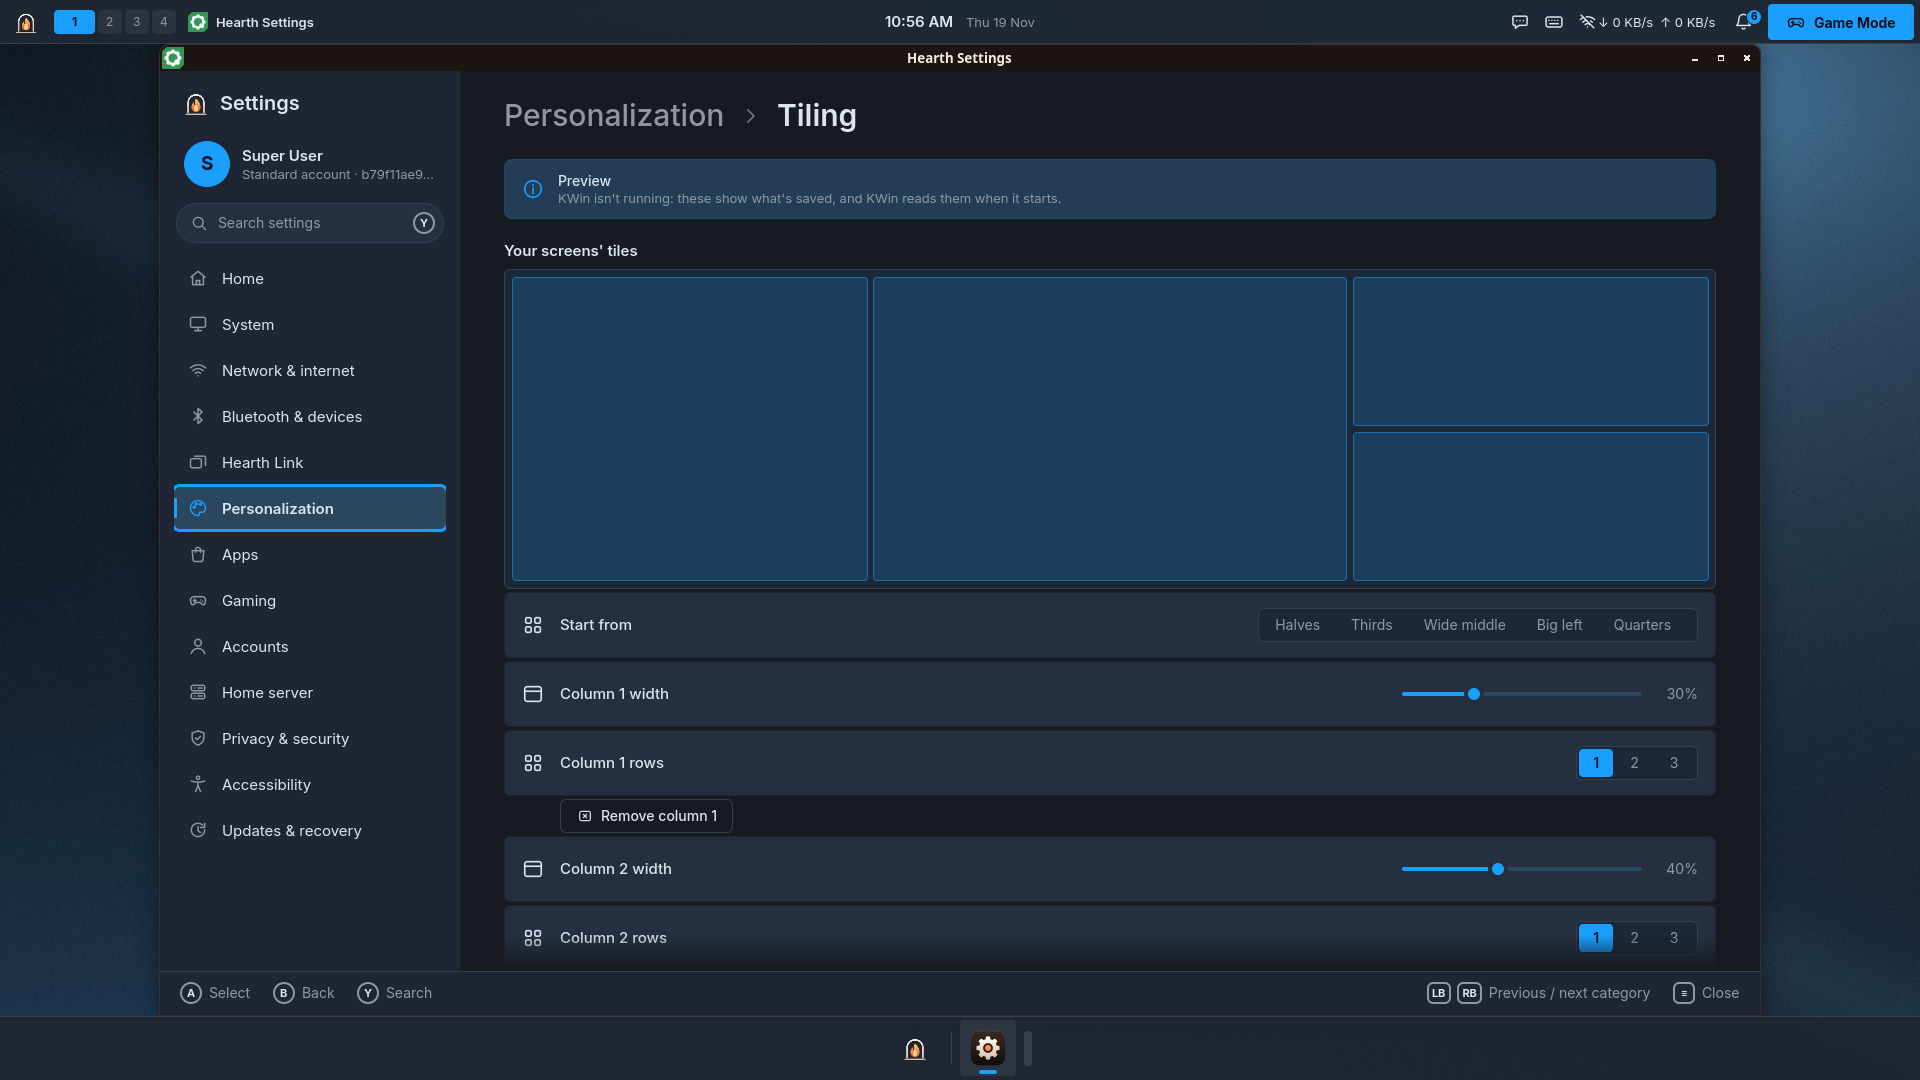 1 2 3 4 Hearth Settings 10:56 AM Thu 19 Nov ↓ 0 KB/s ↑ 0 KB/s 6 Game Mode
Hearth Settings
Settings
S
Super User
Standard account · b79f11ae9...
Search settings Y
Home
System
Network & internet
Bluetooth & devices
Hearth Link
Personalization
Apps
Gaming
Accounts
Home server
Privacy & security
Accessibility
Updates & recovery
Personalization > Tiling
Preview
KWin isn't running: these show what's saved, and KWin reads them when it starts.
Your screens' tiles
Start from Halves Thirds Wide middle Big left Quarters
Column 1 width 30%
Column 1 rows 1 2 3
Remove column 1
Column 2 width 40%
Column 2 rows 1 2 3
A Select B Back Y Search LB RB Previous / next category ≡ Close